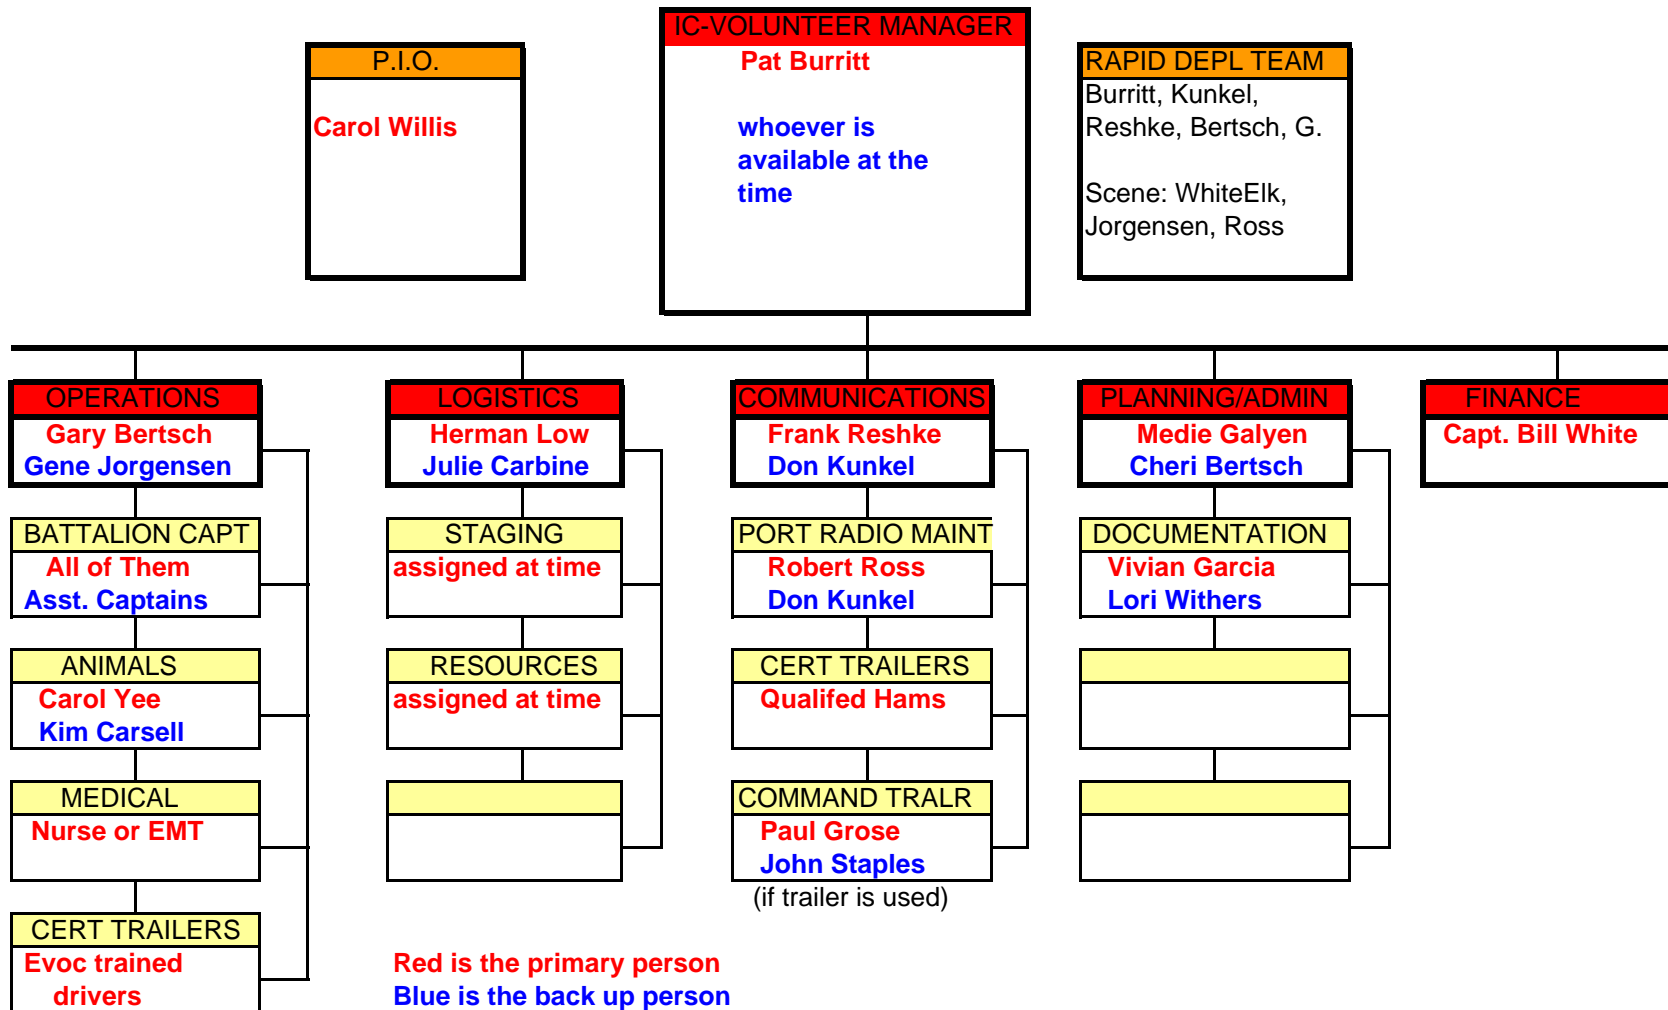 IC-VOLUNTEER MANAGER
Pat Burritt
whoever is
available at the
time
P.I.O.
Carol Willis
RAPID DEPL TEAM
Burritt, Kunkel,
Reshke, Bertsch, G.
Scene: WhiteElk,
Jorgensen, Ross
OPERATIONS
Gary Bertsch
Gene Jorgensen
BATTALION CAPT
All of Them
Asst. Captains
ANIMALS
Carol Yee
Kim Carsell
MEDICAL
Nurse or EMT
CERT TRAILERS
Evoc trained
drivers
LOGISTICS
Herman Low
Julie Carbine
STAGING
assigned at time
RESOURCES
assigned at time
COMMUNICATIONS
Frank Reshke
Don Kunkel
PORT RADIO MAINT
Robert Ross
Don Kunkel
CERT TRAILERS
Qualifed Hams
COMMAND TRALR
Paul Grose
John Staples
(if trailer is used)
PLANNING/ADMIN
Medie Galyen
Cheri Bertsch
DOCUMENTATION
Vivian Garcia
Lori Withers
FINANCE
Capt. Bill White
Red is the primary person
Blue is the back up person